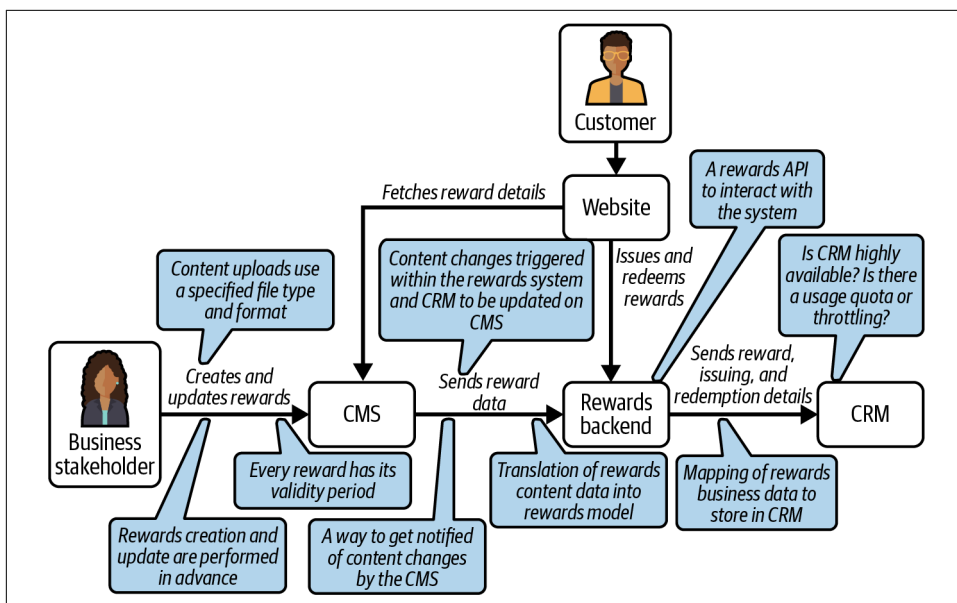 Customer
A rewards API
to interact with
the system
Fetches reward details
Website
Content uploads use
a specified file type
and format
Content changes triggered
within the rewards system
and CRM to be updated on
CMS
Issues and
redeems
rewards
Is CRM highly
available? Is there
a usage quota or
throttling?
Business
stakeholder
Creates and
updates rewards
CMS
Sends reward
data
Rewards
backend
Sends reward,
issuing, and
redemption details
CRM
Every reward has its
validity period
Translation of rewards
content data into
rewards model
Mapping of rewards
business data to
store in CRM
Rewards creation and
update are performed
in advance
A way to get notified
of content changes
by the CMS